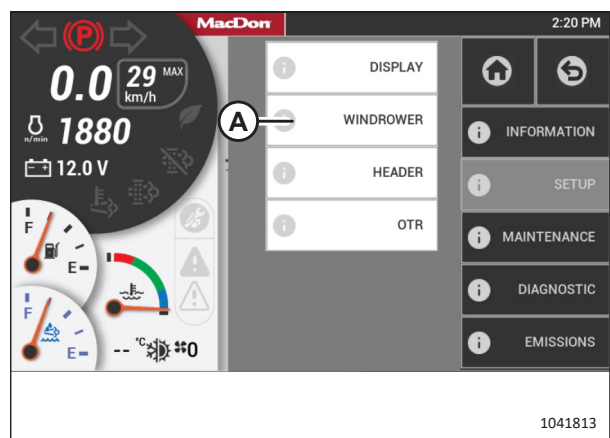 MacDon
2:20 PM
P
0.0 29 MAX
km/h
n/min 1880
- + 12.0 V
F
E
F
E
-- °C 0
i DISPLAY
A
WINDROWER
i HEADER
i OTR
i INFORMATION
i SETUP
i MAINTENANCE
i DIAGNOSTIC
i EMISSIONS
1041813